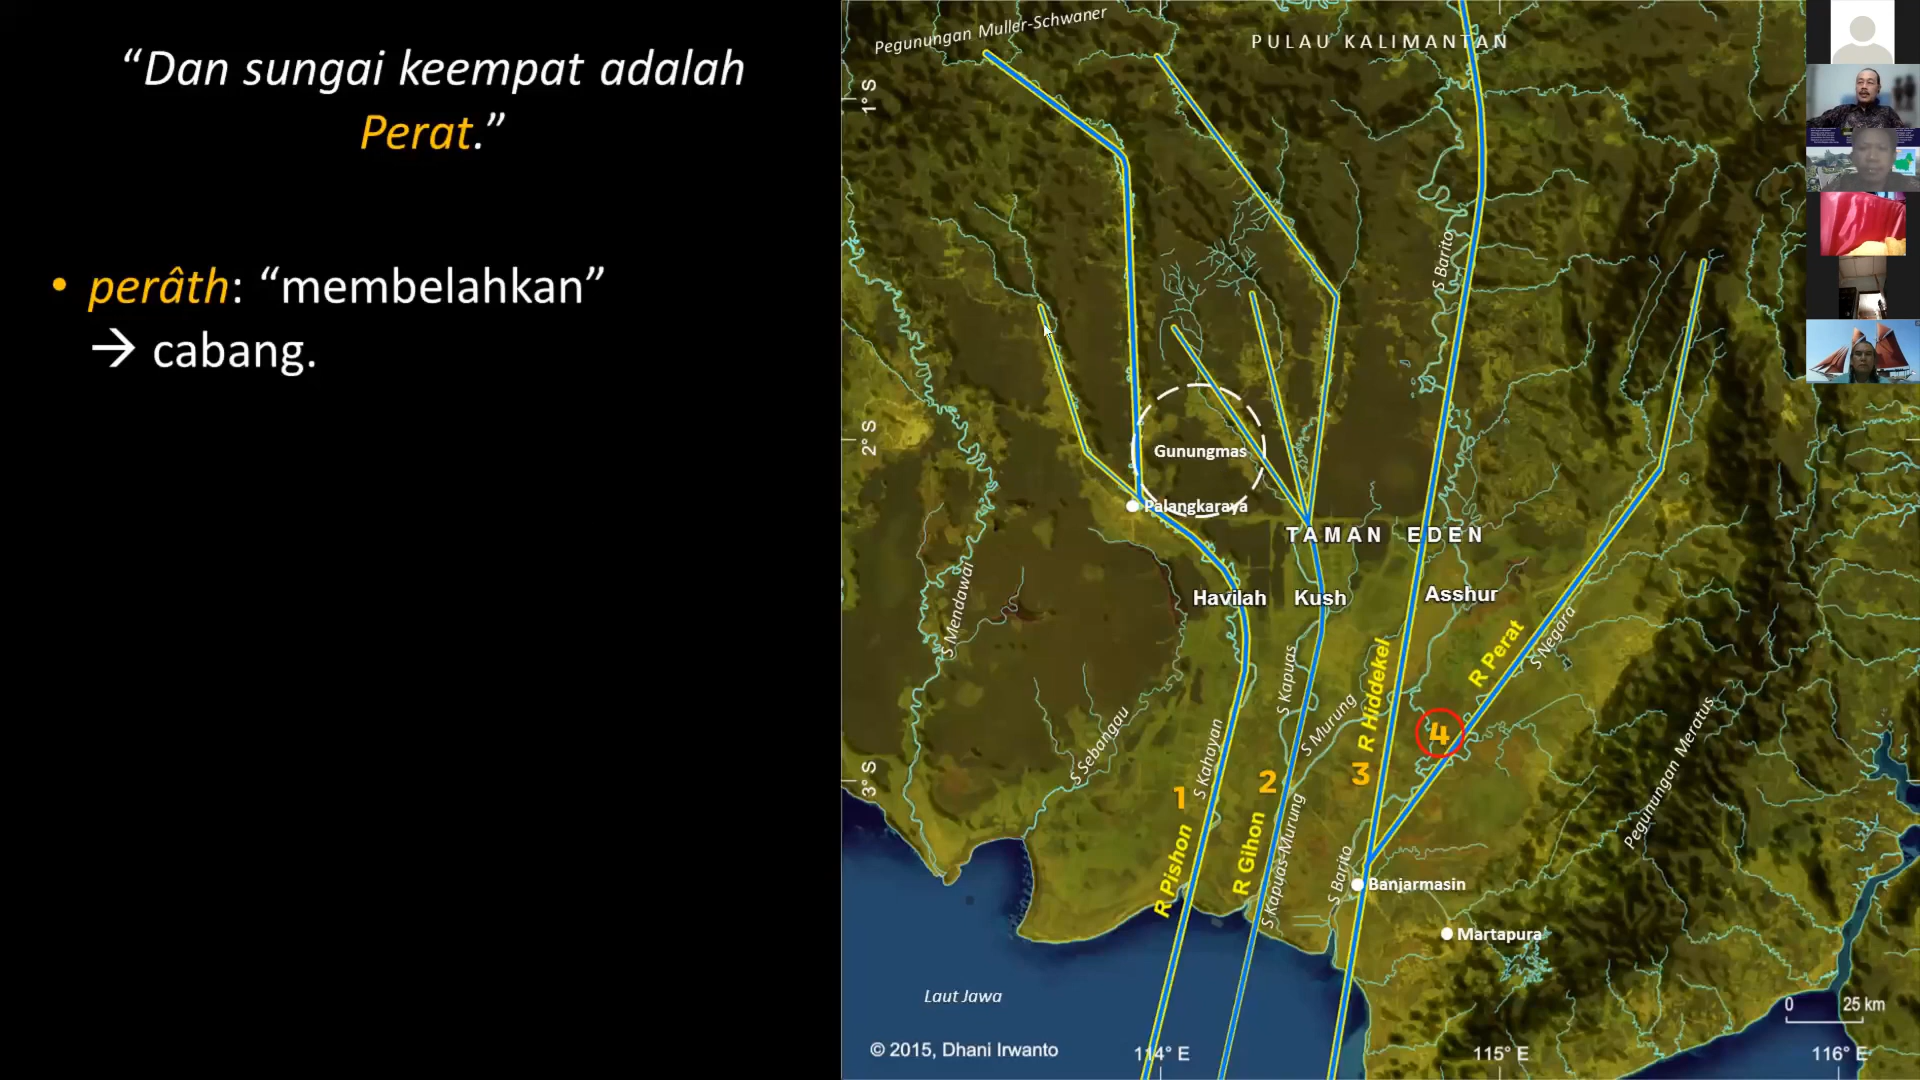 “Dan sungai keempat adalah
Perat.”
• perâth: “membelahkan”
→ cabang.
Pegunungan Muller-Schwaner
PULAU KALIMANTAN
1° S
S Barito
2° S
Gunungmas
Palangkaraya
TAMAN EDEN
Havilah
Kush
Asshur
S Mendawai
R Perat
S Negara
S Kapuas
R Hiddekel
S Murung
S Sebangau
S Kahayan
Pegunungan Meratus
4
3° S
1
2
3
R Pishon
R Gihon
S Kapuas-Murung
S Barito
Banjarmasin
Martapura
Laut Jawa
0 25 km
© 2015, Dhani Irwanto
114° E
115° E
116° E